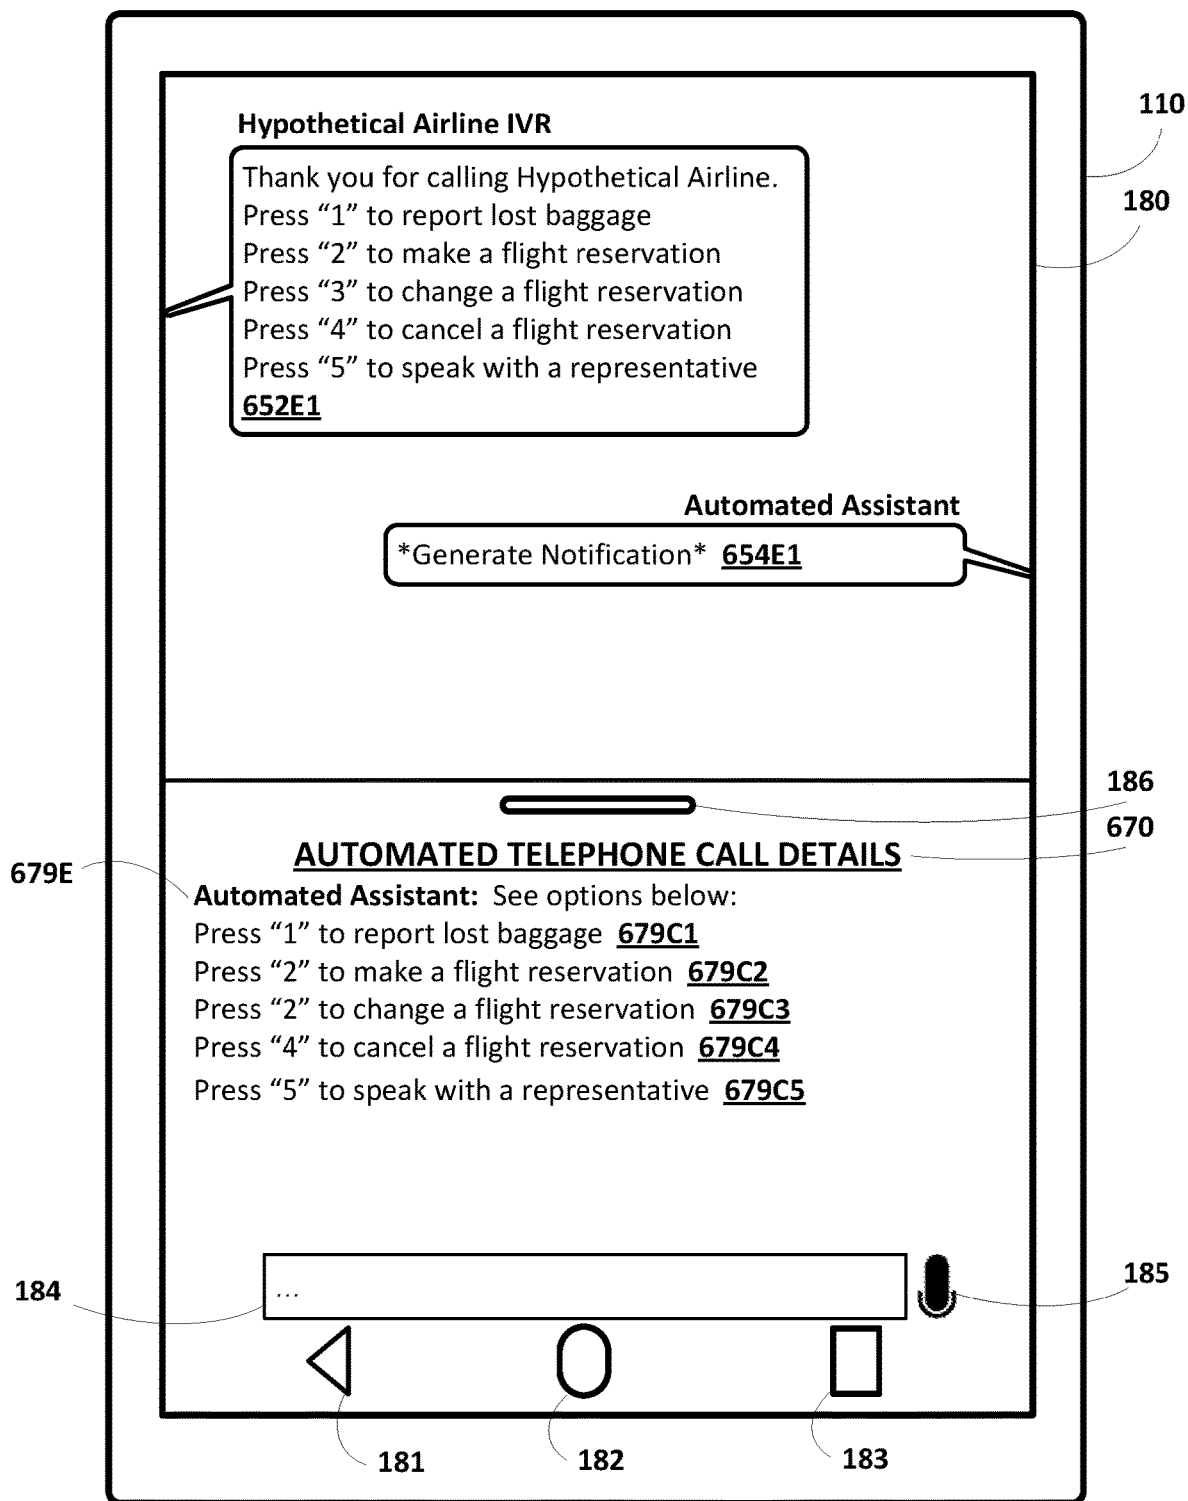 Hypothetical Airline IVR
110
Thank you for calling Hypothetical Airline.
180
Press “1” to report lost baggage
Press “2” to make a flight reservation
Press “3” to change a flight reservation
Press “4” to cancel a flight reservation
Press “5” to speak with a representative
652E1
Automated Assistant
*Generate Notification* 654E1
186
670
AUTOMATED TELEPHONE CALL DETAILS
679E
Automated Assistant: See options below:
Press “1” to report lost baggage 679C1
Press “2” to make a flight reservation 679C2
Press “2” to change a flight reservation 679C3
Press “4” to cancel a flight reservation 679C4
Press “5” to speak with a representative 679C5
184
...
185
181
182
183